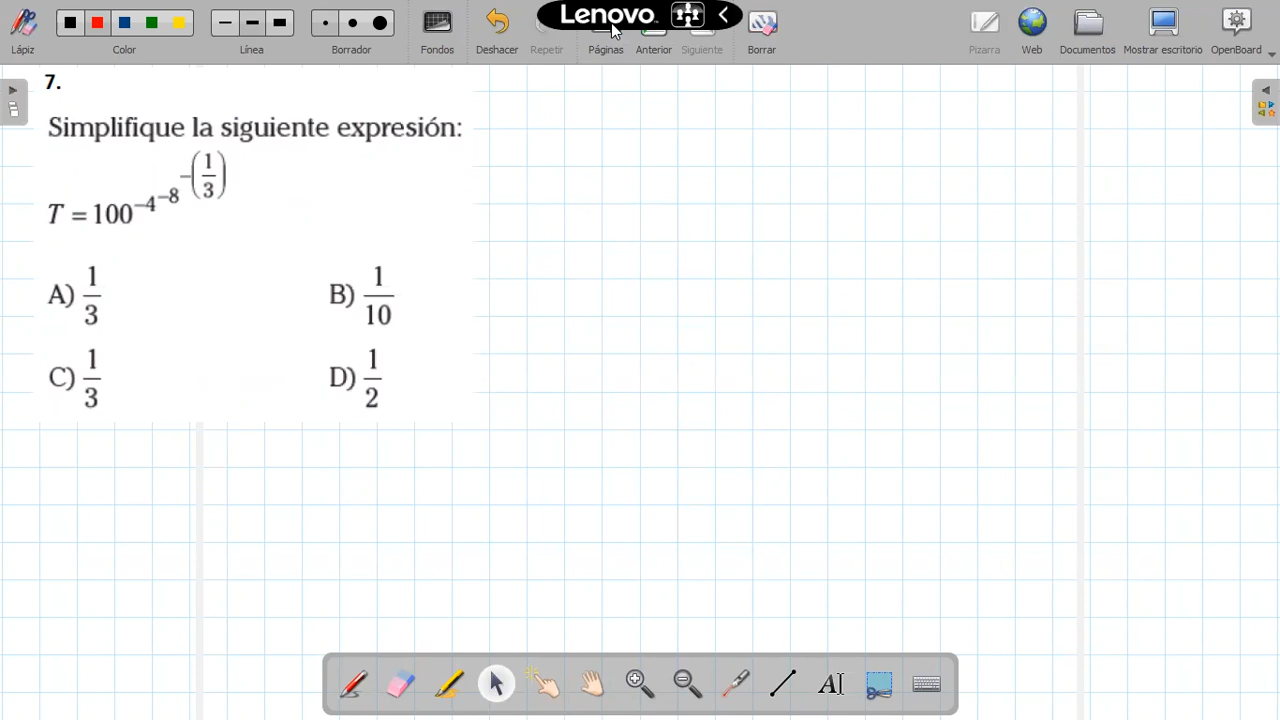 Lenovo
Lápiz Color Línea Borrador Fondos Deshacer Repetir Páginas Anterior Siguiente Borrar Pizarra Web Documentos Mostrar escritorio OpenBoard
7.
Simplifique la siguiente expresión:
T = 100^{-4^{-8^{-(1/3)}}}
A) 1/3 B) 1/10
C) 1/3 D) 1/2
AI